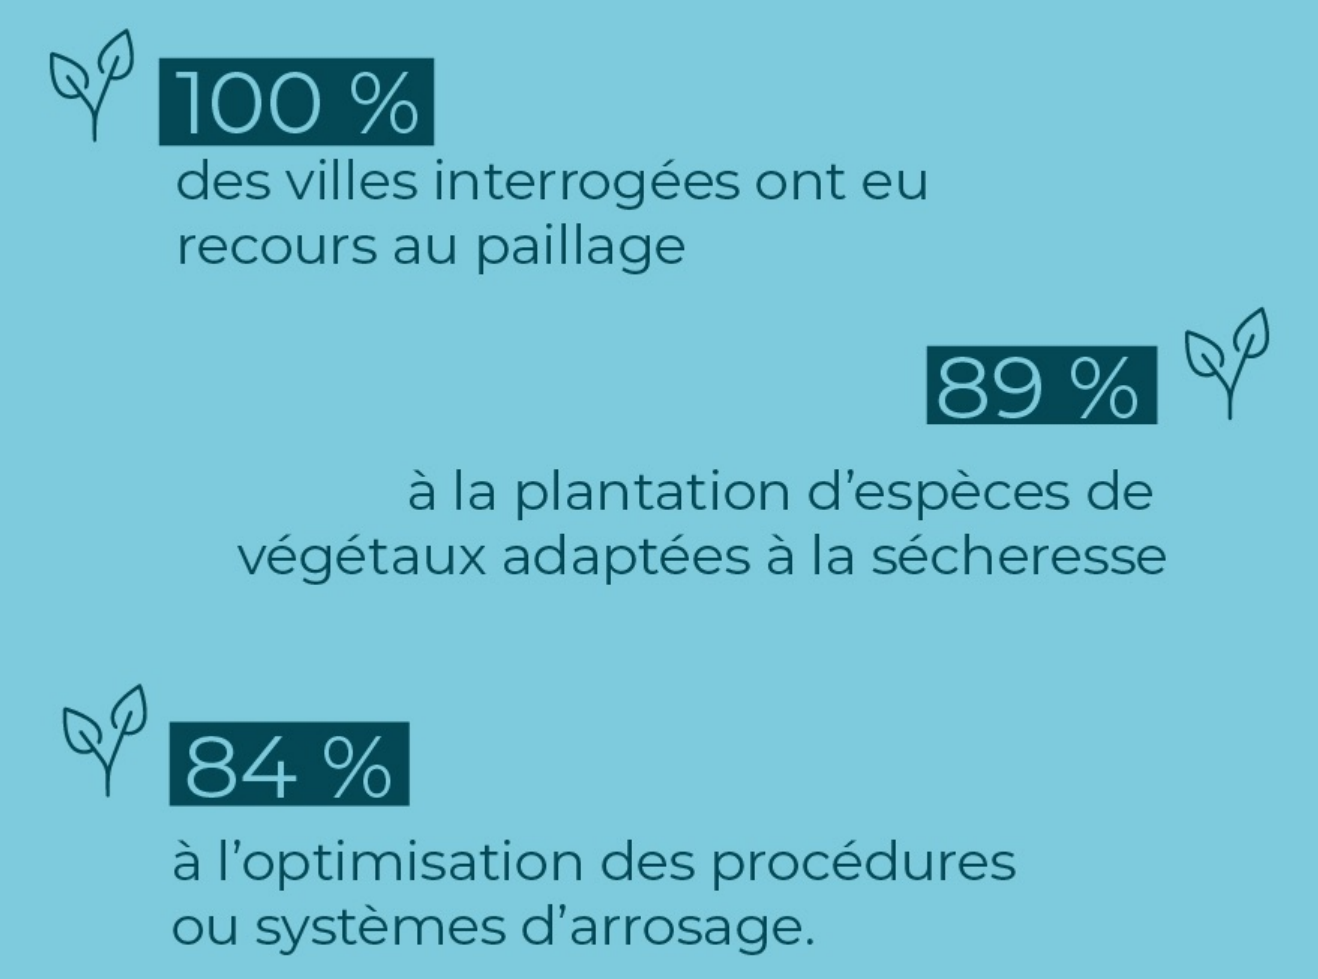 100 %
des villes interrogées ont eu
recours au paillage
89 %
à la plantation d’espèces de
végétaux adaptées à la sécheresse
84 %
à l’optimisation des procédures
ou systèmes d’arrosage.